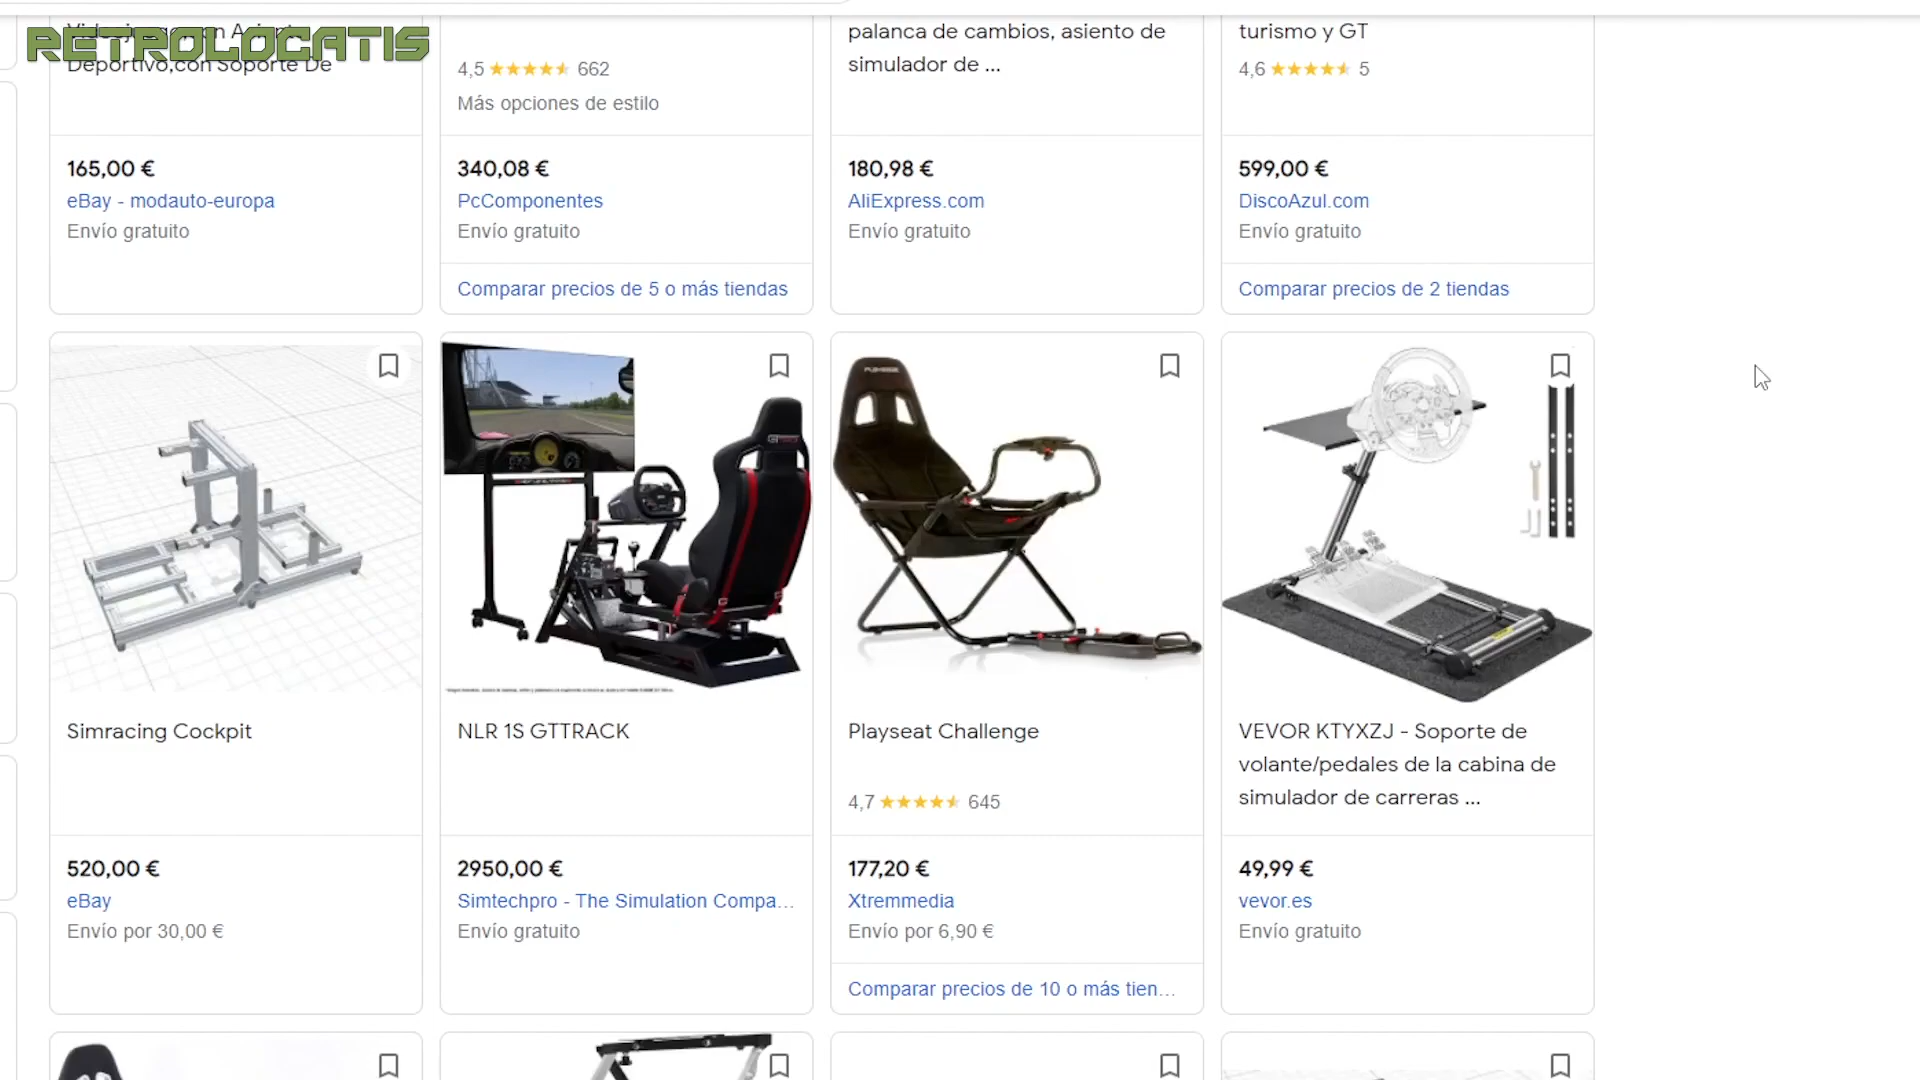 RETROLOCATIS
Deportivo,con Soporte De
165,00 €
eBay - modauto-europa
Envío gratuito
4,5 662
Más opciones de estilo
340,08 €
PcComponentes
Envío gratuito
Comparar precios de 5 o más tiendas
palanca de cambios, asiento de
simulador de ...
180,98 €
AliExpress.com
Envío gratuito
turismo y GT
4,6 5
599,00 €
DiscoAzul.com
Envío gratuito
Comparar precios de 2 tiendas
Simracing Cockpit
520,00 €
eBay
Envío por 30,00 €
NLR 1S GTTRACK
2950,00 €
Simtechpro - The Simulation Compa...
Envío gratuito
PLAYSEAT
Playseat Challenge
4,7 645
177,20 €
Xtremmedia
Envío por 6,90 €
Comparar precios de 10 o más tien...
VEVOR KTYXZJ - Soporte de
volante/pedales de la cabina de
simulador de carreras ...
49,99 €
vevor.es
Envío gratuito